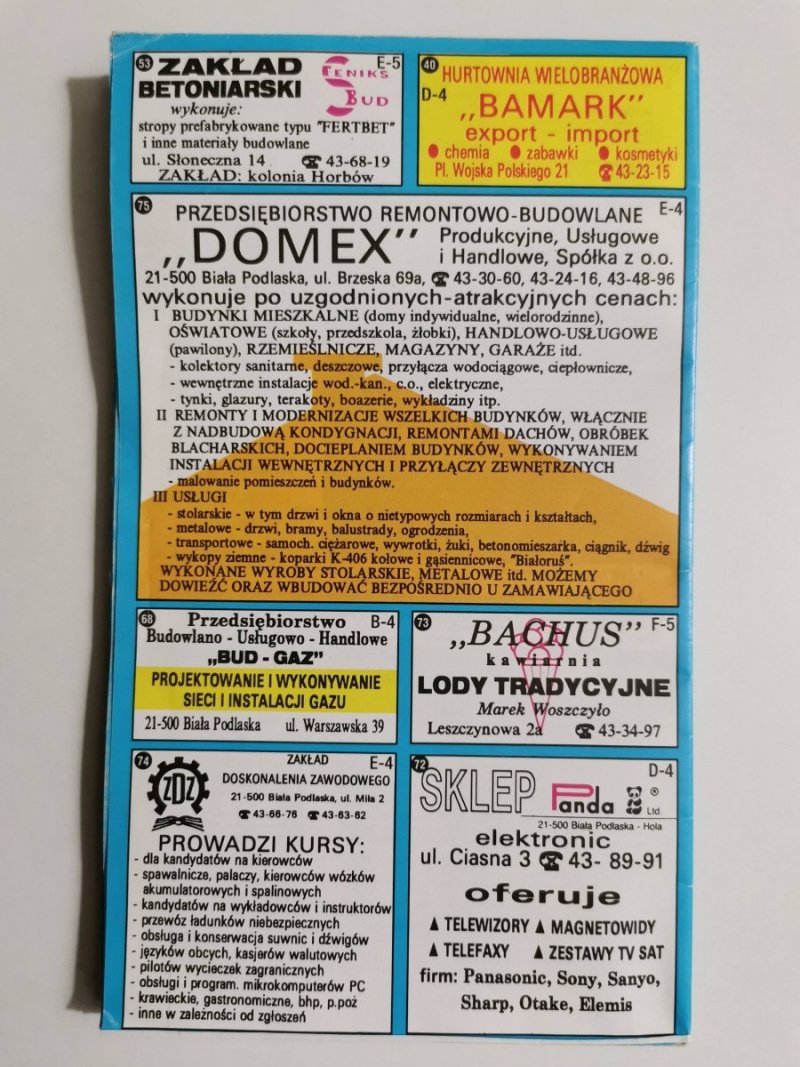 53 ZAKŁAD E-5
BETONIARSKI
FENIKS
BUD
wykonuje:
stropy prefabrykowane typu "FERTBET"
i inne materiały budowlane
ul. Słoneczna 14 ☎ 43-68-19
ZAKŁAD: kolonia Horbów
40 HURTOWNIA WIELOBRANŻOWA
D-4 „BAMARK”
export - import
● chemia ● zabawki ● kosmetyki
Pl. Wojska Polskiego 21 ☎ 43-23-15
75 PRZEDSIĘBIORSTWO REMONTOWO-BUDOWLANE E-4
„DOMEX” Produkcyjne, Usługowe
i Handlowe, Spółka z o.o.
21-500 Biała Podlaska, ul. Brzeska 69a, ☎ 43-30-60, 43-24-16, 43-48-96
wykonuje po uzgodnionych-atrakcyjnych cenach:
I BUDYNKI MIESZKALNE (domy indywidualne, wielorodzinne),
OŚWIATOWE (szkoły, przedszkola, żłobki), HANDLOWO-USŁUGOWE
(pawilony), RZEMIEŚLNICZE, MAGAZYNY, GARAŻE itd.
- kolektory sanitarne, deszczowe, przyłącza wodociągowe, ciepłownicze,
- wewnętrzne instalacje wod.-kan., c.o., elektryczne,
- tynki, glazury, terakoty, boazerie, wykładziny itp.
II REMONTY I MODERNIZACJE WSZELKICH BUDYNKÓW, WŁĄCZNIE
Z NADBUDOWĄ KONDYGNACJI, REMONTAMI DACHÓW, OBRÓBEK
BLACHARSKICH, DOCIEPLANIEM BUDYNKÓW, WYKONYWANIEM
INSTALACJI WEWNĘTRZNYCH I PRZYŁĄCZY ZEWNĘTRZNYCH
- malowanie pomieszczeń i budynków.
III USŁUGI
- stolarskie - w tym drzwi i okna o nietypowych rozmiarach i kształtach,
- metalowe - drzwi, bramy, balustrady, ogrodzenia,
- transportowe - samoch. ciężarowe, wywrotki, żuki, betonomieszarka, ciągnik, dźwig
- wykopy ziemne - koparki K-406 kołowe i gąsiennicowe, "Białoruś".
WYKONANE WYROBY STOLARSKIE, METALOWE itd. MOŻEMY
DOWIEŹĆ ORAZ WBUDOWAĆ BEZPOŚREDNIO U ZAMAWIAJĄCEGO
68 Przedsiębiorstwo B-4
Budowlano - Usługowo - Handlowe
„BUD - GAZ”
PROJEKTOWANIE I WYKONYWANIE
SIECI I INSTALACJI GAZU
21-500 Biała Podlaska ul. Warszawska 39
73 „BACHUS” F-5
kawiarnia
LODY TRADYCYJNE
Marek Woszczyło
Leszczynowa 2a ☎ 43-34-97
74 ZAKŁAD E-4
ZDZ
DOSKONALENIA ZAWODOWEGO
21-500 Biała Podlaska, ul. Miła 2
☎ 43-66-76 ☎ 43-63-62
PROWADZI KURSY:
- dla kandydatów na kierowców
- spawalnicze, palaczy, kierowców wózków
akumulatorowych i spalinowych
- kandydatów na wykładowców i instruktorów
- przewóz ładunków niebezpiecznych
- obsługa i konserwacja suwnic i dźwigów
- języków obcych, kasjerów walutowych
- pilotów wycieczek zagranicznych
- obsługi i program. mikrokomputerów PC
- krawieckie, gastronomiczne, bhp, p.poż
- inne w zależności od zgłoszeń
72 D-4
SKLEP Panda ® Ltd.
21-500 Biała Podlaska - Hola
elektronic
ul. Ciasna 3 ☎ 43- 89-91
oferuje
▲ TELEWIZORY ▲ MAGNETOWIDY
▲ TELEFAXY ▲ ZESTAWY TV SAT
firm: Panasonic, Sony, Sanyo,
Sharp, Otake, Elemis